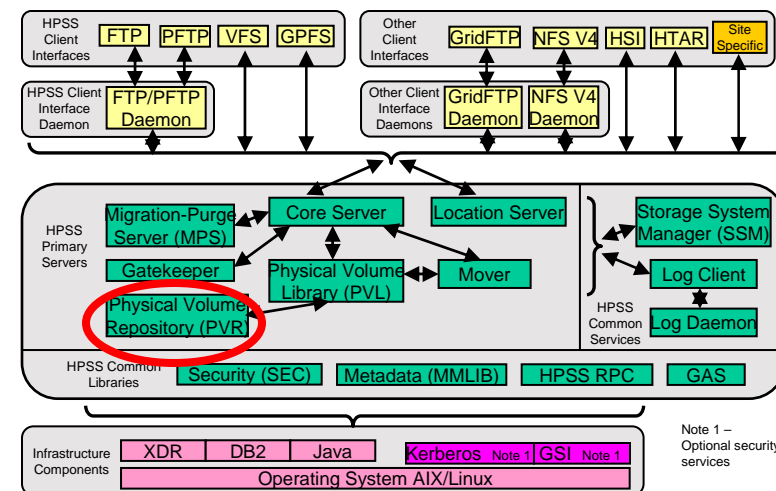 HPSS
Client
Interfaces
FTP PFTP VFS GPFS
Other
Client
Interfaces
GridFTP NFS V4 HSI HTAR
Site
Specific
HPSS Client
Interface
Daemon
FTP/PFTP
Daemon
Other Client
Interface
Daemons
GridFTP
Daemon
NFS V4
Daemon
HPSS
Primary
Servers
Migration-Purge
Server (MPS)
Core Server
Location Server
Gatekeeper
Physical Volume
Library (PVL)
Mover
Physical Volume
Repository (PVR)
Storage System
Manager (SSM)
Log Client
HPSS
Common
Services
Log Daemon
HPSS Common
Libraries
Security (SEC) Metadata (MMLIB) HPSS RPC GAS
Infrastructure
Components
XDR DB2 Java Kerberos Note 1 GSI Note 1
Operating System AIX/Linux
Note 1 –
Optional security
services